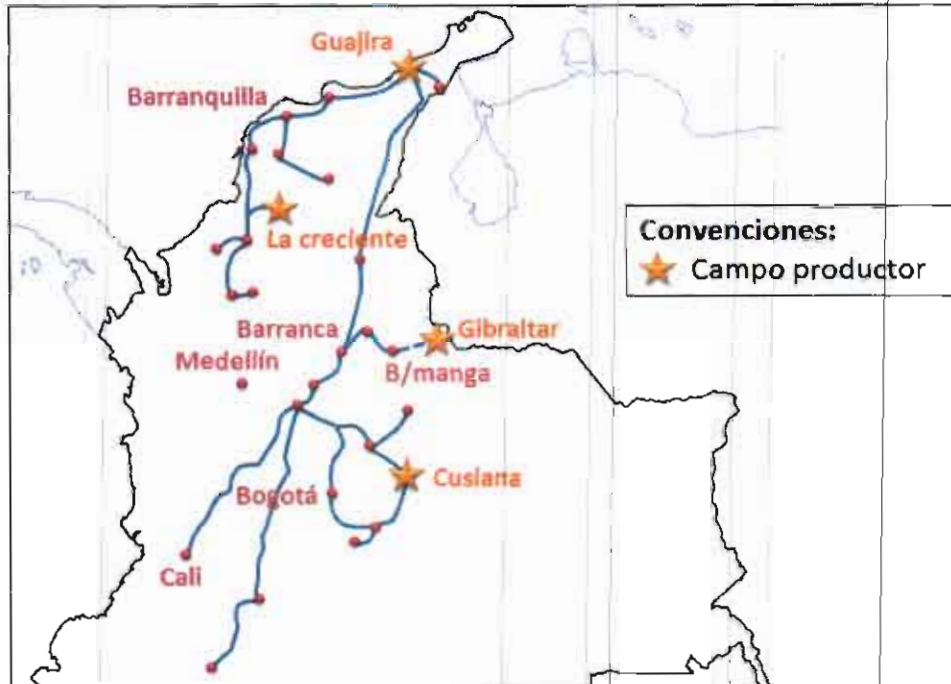 Guajira
Barranquilla
La creciente
Convenciones:
Campo productor
Barranca
Gibraltar
Medellín
B/manga
Cusiana
Bogotá
Cali